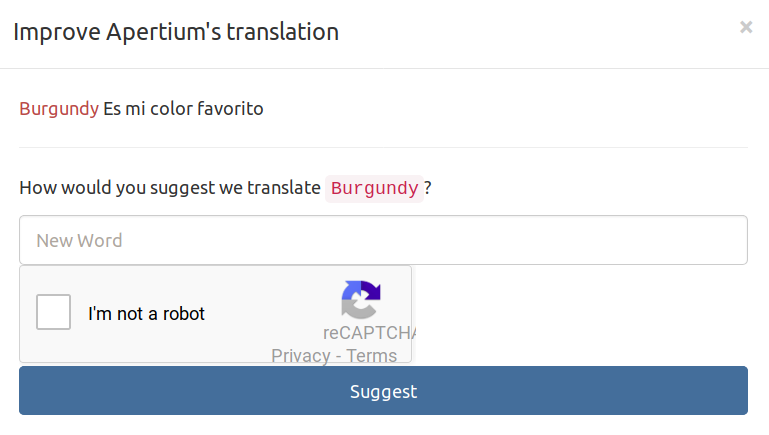 Improve Apertium's translation ×
Burgundy Es mi color favorito
How would you suggest we translate Burgundy ?
New Word
I'm not a robot
reCAPTCHA
Privacy - Terms
Suggest